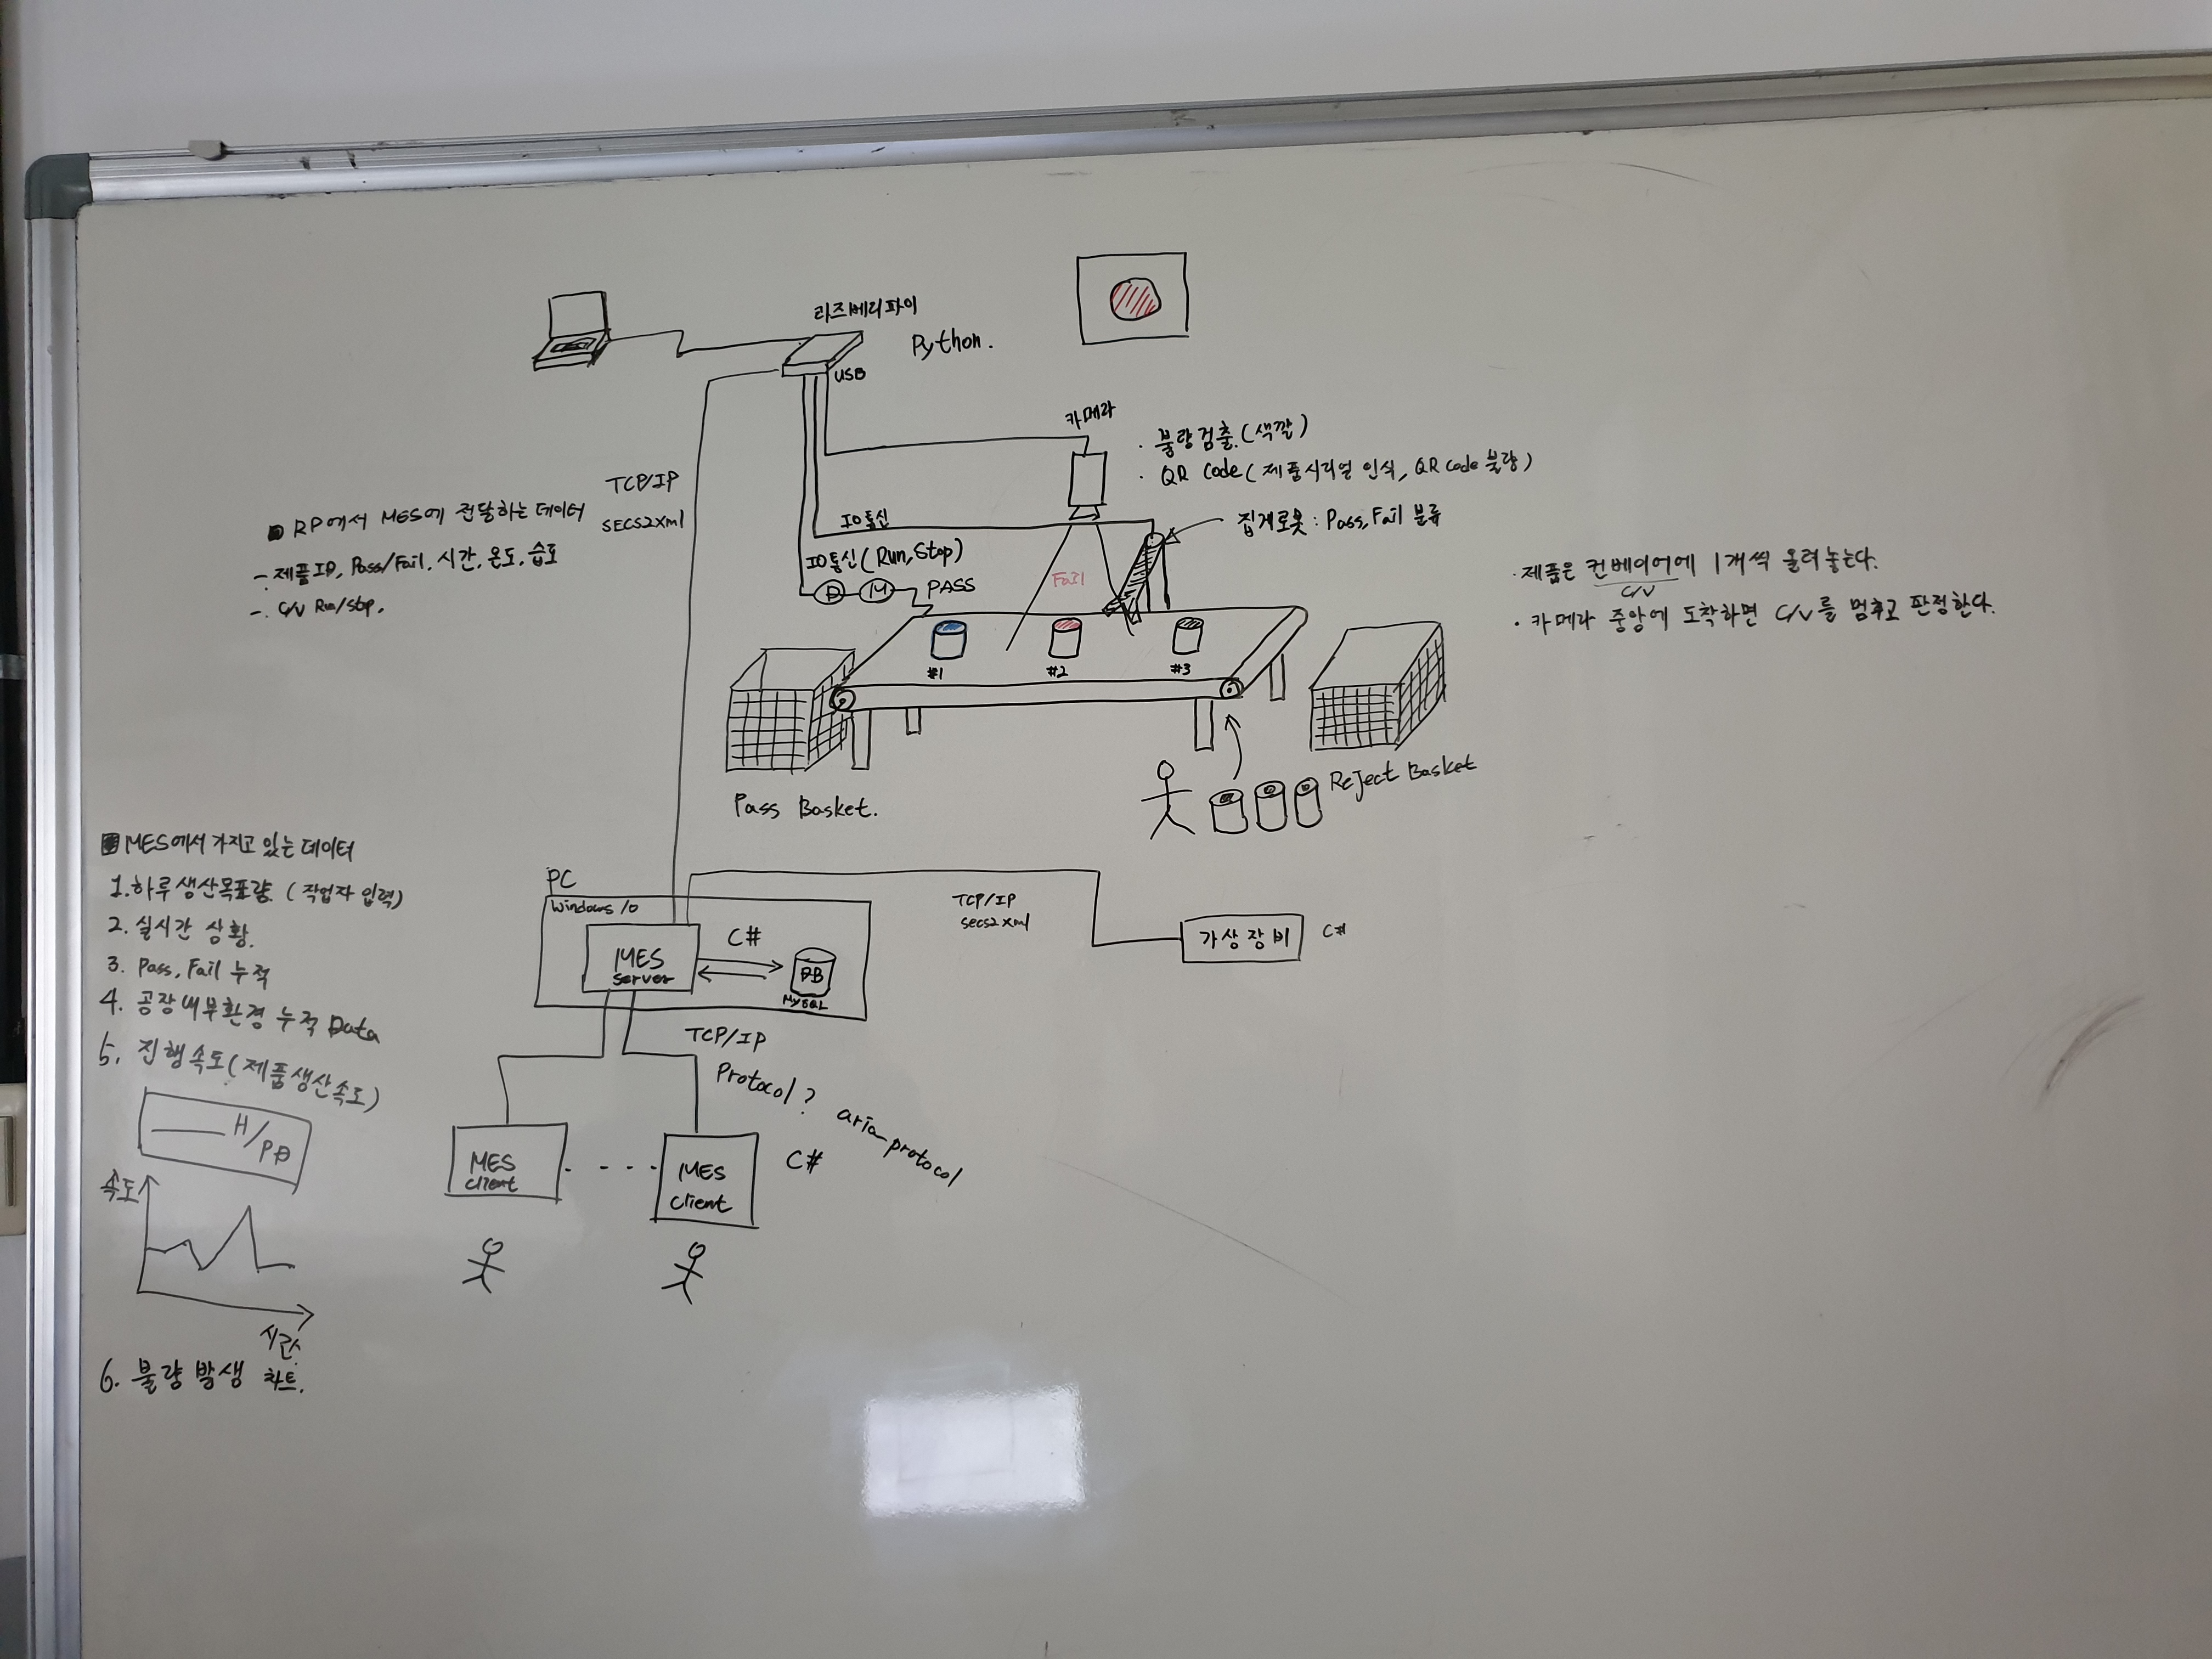 라즈베리파이
Python.
USB
카메라
· 불량검출.(색깔)
· QR code(제품시리얼 인식, QR code 불량)
TCP/IP
SECS2xml
■ RP에서 MES에 전달하는 데이터
- 제품ID, Pass/Fail, 시간, 온도, 습도
- C/V Run/Stop.
IO통신
IO통신(Run, Stop)
D
M
PASS
Fail
집게로봇 : Pass, Fail 분류
· 제품은 컨베이어에 1개씩 올려놓는다.
C/V
· 카메라 중앙에 도착하면 C/V를 멈추고 판정한다.
#1
#2
#3
Pass Basket.
Reject Basket
■ MES에서 가지고 있는 데이터
1. 하루생산목표량. (작업자 입력)
2. 실시간 상황.
3. Pass, Fail 누적
4. 공장내부환경 누적 Data
5. 진행속도(제품생산속도)
H/PD
속도
시간
6. 불량발생 차트.
PC
Windows 10
MES
server
C#
DB
MySQL
TCP/IP
secs2xml
가상장비
C#
TCP/IP
Protocol? aria_protocol
MES
client
MES
client
C#